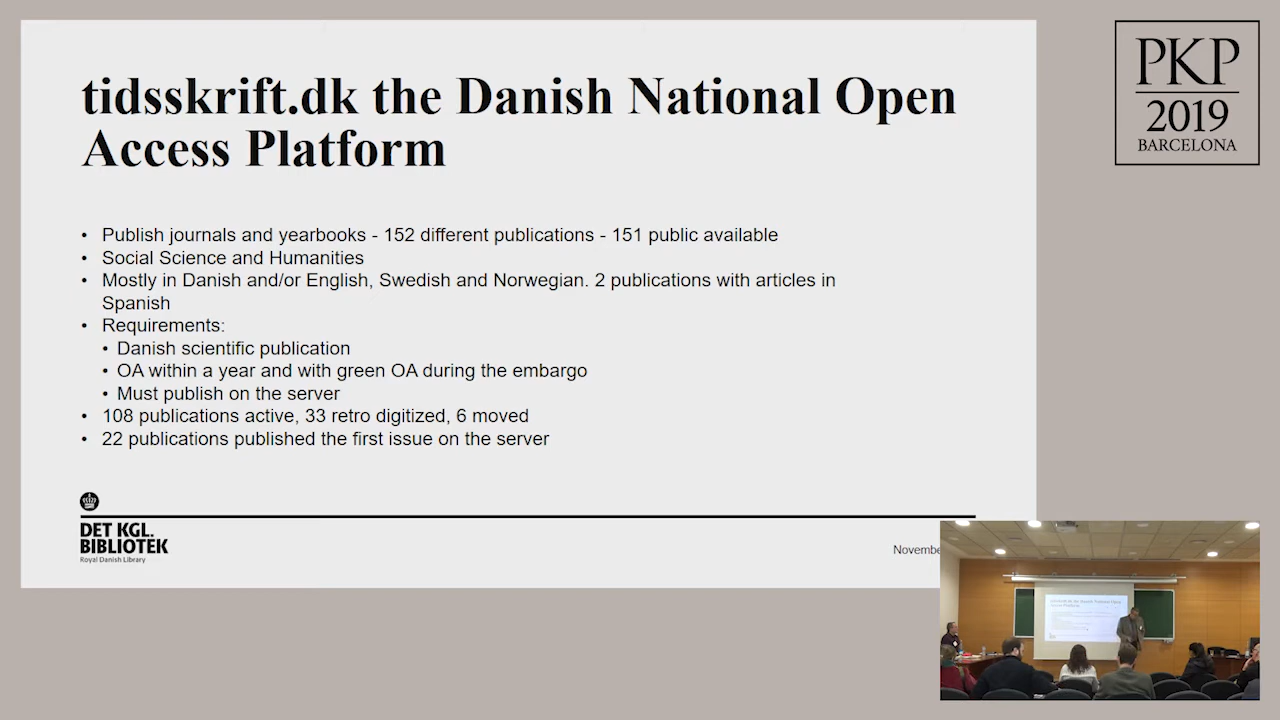 tidsskrift.dk the Danish National Open
Access Platform
• Publish journals and yearbooks - 152 different publications - 151 public available
• Social Science and Humanities
• Mostly in Danish and/or English, Swedish and Norwegian. 2 publications with articles in
Spanish
• Requirements:
• Danish scientific publication
• OA within a year and with green OA during the embargo
• Must publish on the server
• 108 publications active, 33 retro digitized, 6 moved
• 22 publications published the first issue on the server
DET KGL.
BIBLIOTEK
Royal Danish Library
PKP
2019
BARCELONA